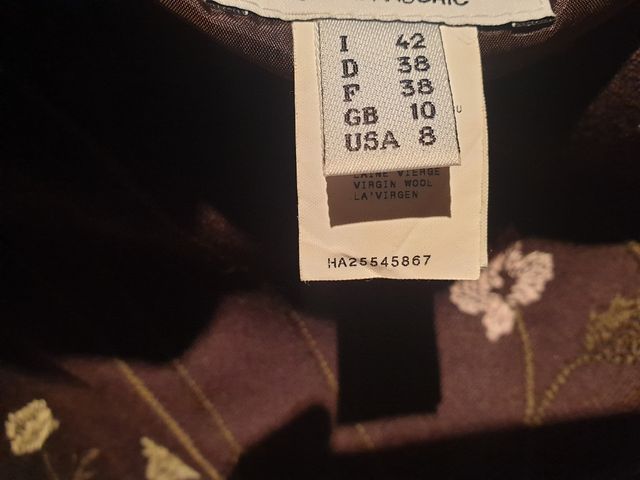 I 42
D 38
F 38
GB 10
USA 8
LAINE VIERGE
VIRGIN WOOL
LA'VIRGEN
HA25545867